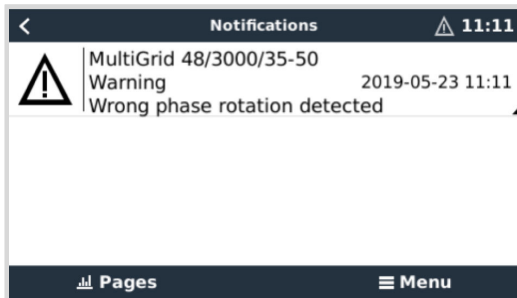 Notifications 11:11
MultiGrid 48/3000/35-50
Warning 2019-05-23 11:11
Wrong phase rotation detected
Pages Menu